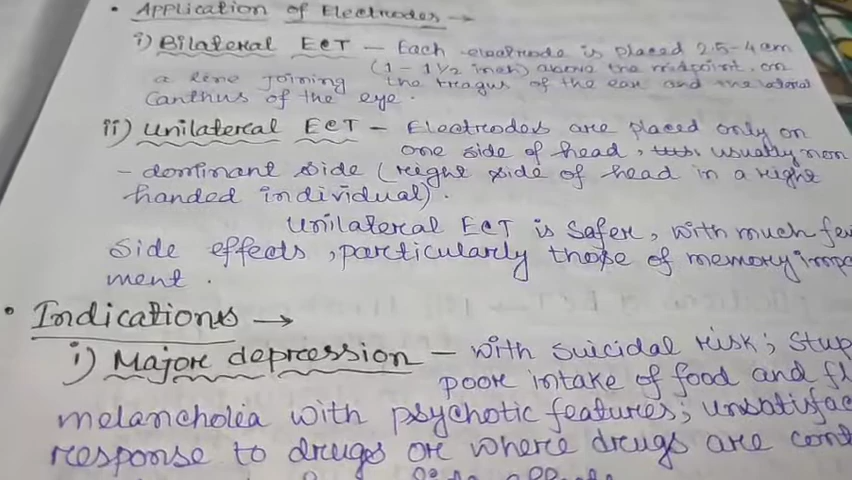 • Application of Electrodes →
i) Bilateral ECT — Each electrode is placed 2.5-4 cm
(1 - 1 1/2 inch) above the midpoint, on
a line joining the tragus of the ear and the lateral
Canthus of the eye.
ii) Unilateral ECT — Electrodes are placed only on
one side of head, usually non
- dominant side (right side of head in a right
handed individual).
Unilateral ECT is safer, with much few
side effects, particularly those of memory impa
ment.
• Indications →
i) Major depression — with suicidal risk; Stup
poor intake of food and fl
melancholia with psychotic features; unsatisfac
response to drugs or where drugs are cont